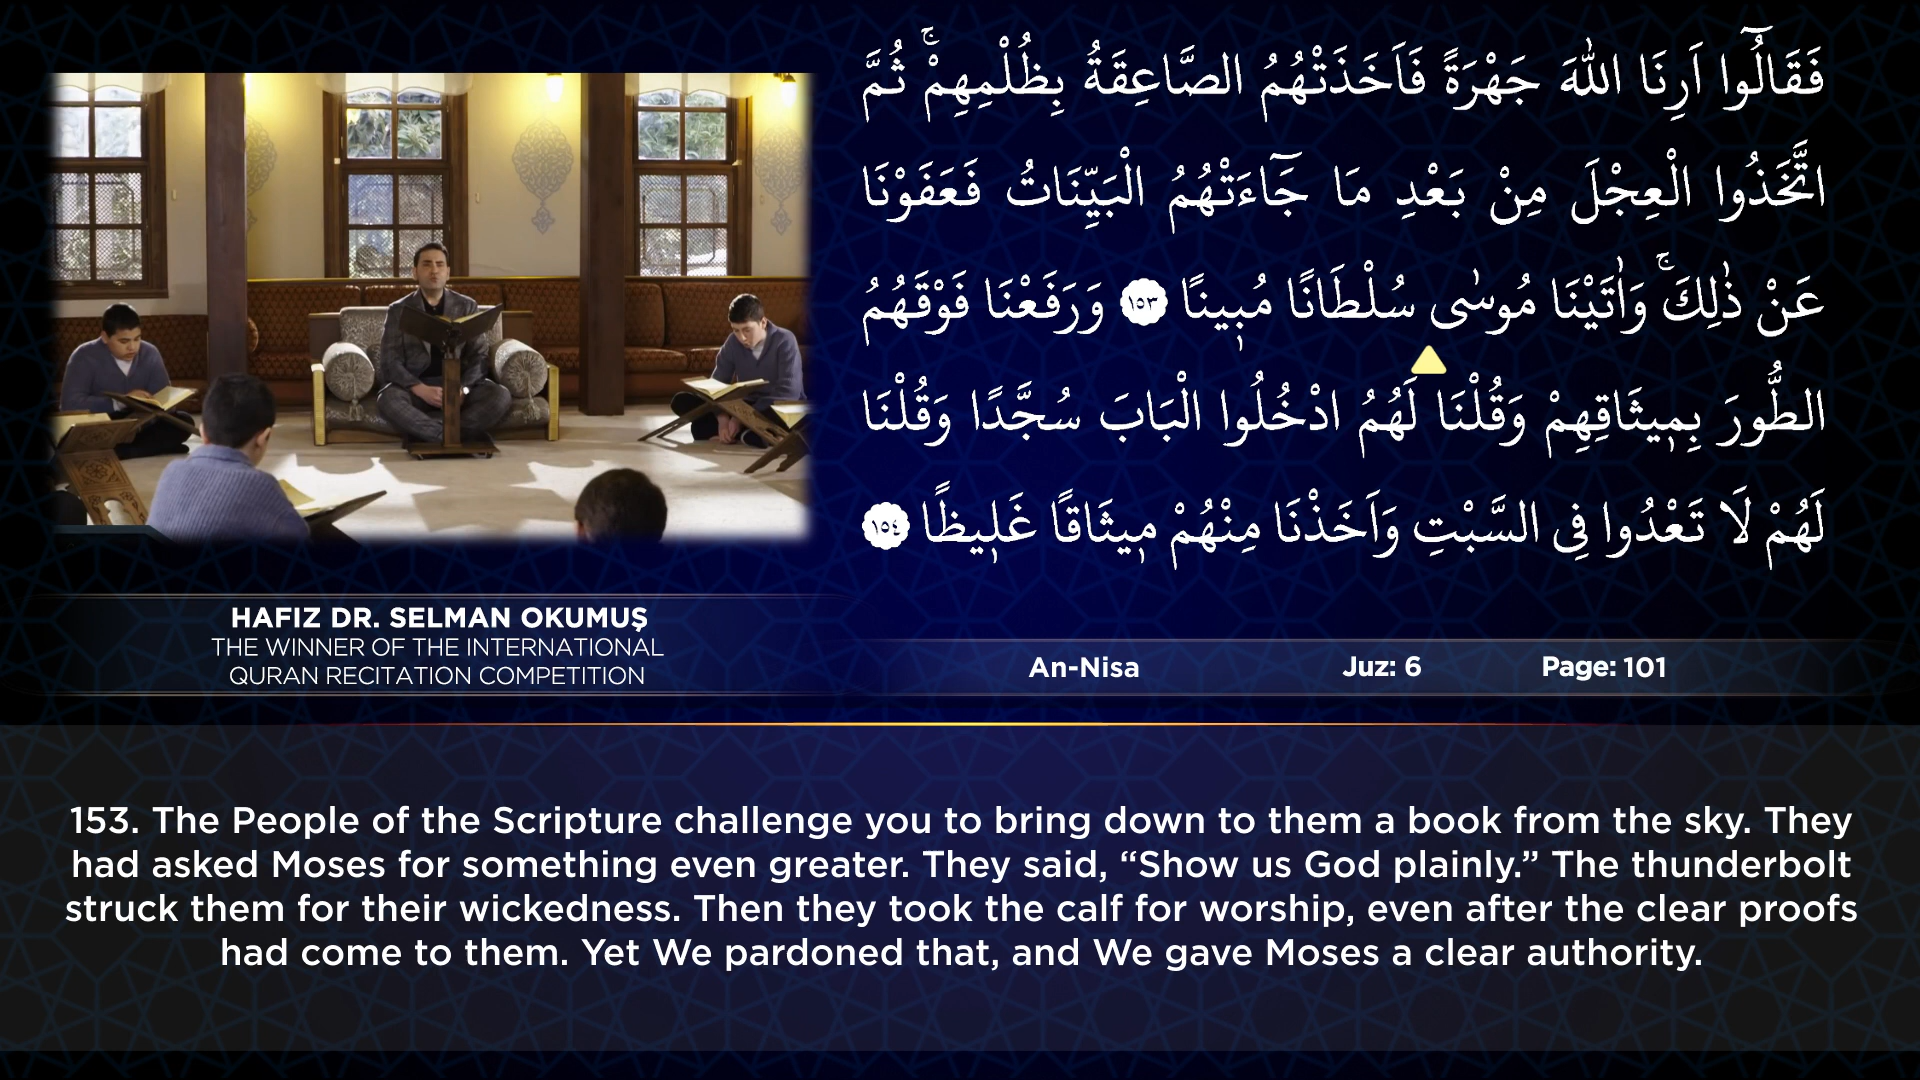 فَقَالُٓوا اَرِنَا اللّٰهَ جَهْرَةً فَاَخَذَتْهُمُ الصَّاعِقَةُ بِظُلْمِهِمْۚ ثُمَّ
اتَّخَذُوا الْعِجْلَ مِنْ بَعْدِ مَا جَٓاءَتْهُمُ الْبَيِّنَاتُ فَعَفَوْنَا
عَنْ ذٰلِكَۚ وَاٰتَيْنَا مُوسٰى سُلْطَانًا مُب۪ينًا ١٥٣ وَرَفَعْنَا فَوْقَهُمُ
الطُّورَ بِم۪يثَاقِهِمْ وَقُلْنَا لَهُمُ ادْخُلُوا الْبَابَ سُجَّدًا وَقُلْنَا
لَهُمْ لَا تَعْدُوا فِى السَّبْتِ وَاَخَذْنَا مِنْهُمْ م۪يثَاقًا غَل۪يظًا ١٥٤
HAFIZ DR. SELMAN OKUMUŞ
THE WINNER OF THE INTERNATIONAL
QURAN RECITATION COMPETITION
An-Nisa Juz: 6 Page: 101
153. The People of the Scripture challenge you to bring down to them a book from the sky. They
had asked Moses for something even greater. They said, “Show us God plainly.” The thunderbolt
struck them for their wickedness. Then they took the calf for worship, even after the clear proofs
had come to them. Yet We pardoned that, and We gave Moses a clear authority.